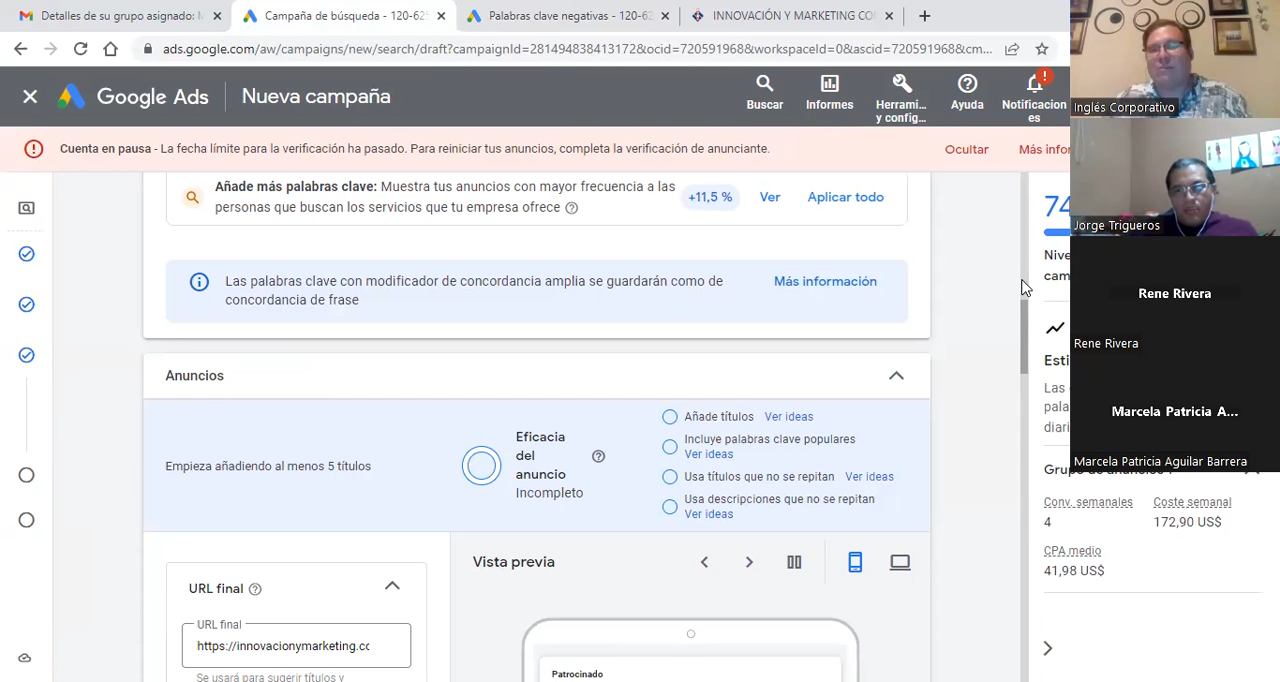 Detalles de su grupo asignado: M
Campaña de búsqueda - 120-625
Palabras clave negativas - 120-62
INNOVACIÓN Y MARKETING CO
ads.google.com/aw/campaigns/new/search/draft?campaignId=281494838413172&ocid=720591968&workspaceId=0&ascid=720591968&cm...
Google Ads
Nueva campaña
Buscar
Informes
Herrami... y config...
Ayuda
Notificaciones
Cuenta en pausa - La fecha límite para la verificación ha pasado. Para reiniciar tus anuncios, completa la verificación de anunciante.
Ocultar
Más infor
Añade más palabras clave: Muestra tus anuncios con mayor frecuencia a las
personas que buscan los servicios que tu empresa ofrece
+11,5 %
Ver
Aplicar todo
Las palabras clave con modificador de concordancia amplia se guardarán como de
concordancia de frase
Más información
Anuncios
Empieza añadiendo al menos 5 títulos
Eficacia
del
anuncio
Incompleto
Añade títulos Ver ideas
Incluye palabras clave populares
Ver ideas
Usa títulos que no se repitan Ver ideas
Usa descripciones que no se repitan
Ver ideas
URL final
URL final
https://innovacionymarketing.cc
Se usará para sugerir títulos y
Vista previa
Patrocinado
74
Nive
cam
Esti
Las
pala
diari
Grupo de anuncios 1
Conv. semanales
4
Coste semanal
172,90 US$
CPA medio
41,98 US$
Inglés Corporativo
Jorge Trigueros
Rene Rivera
Rene Rivera
Marcela Patricia A...
Marcela Patricia Aguilar Barrera